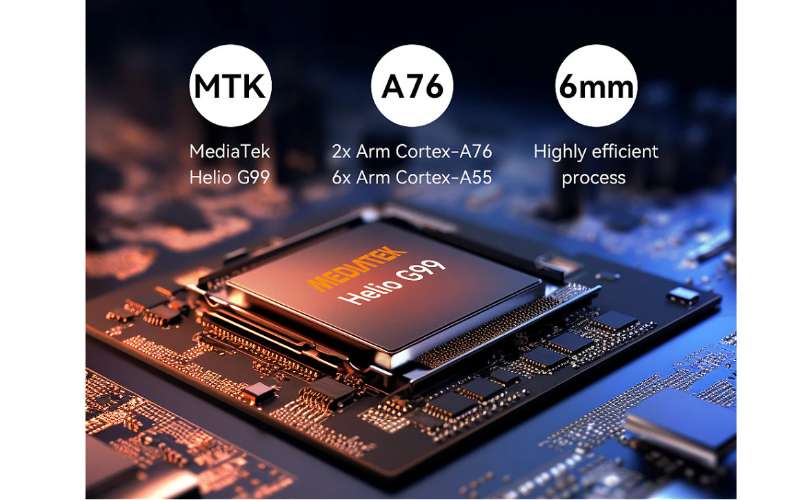 MTK
A76
6mm
MediaTek
Helio G99
2x Arm Cortex-A76
6x Arm Cortex-A55
Highly efficient
process
MEDIATEK
Helio G99